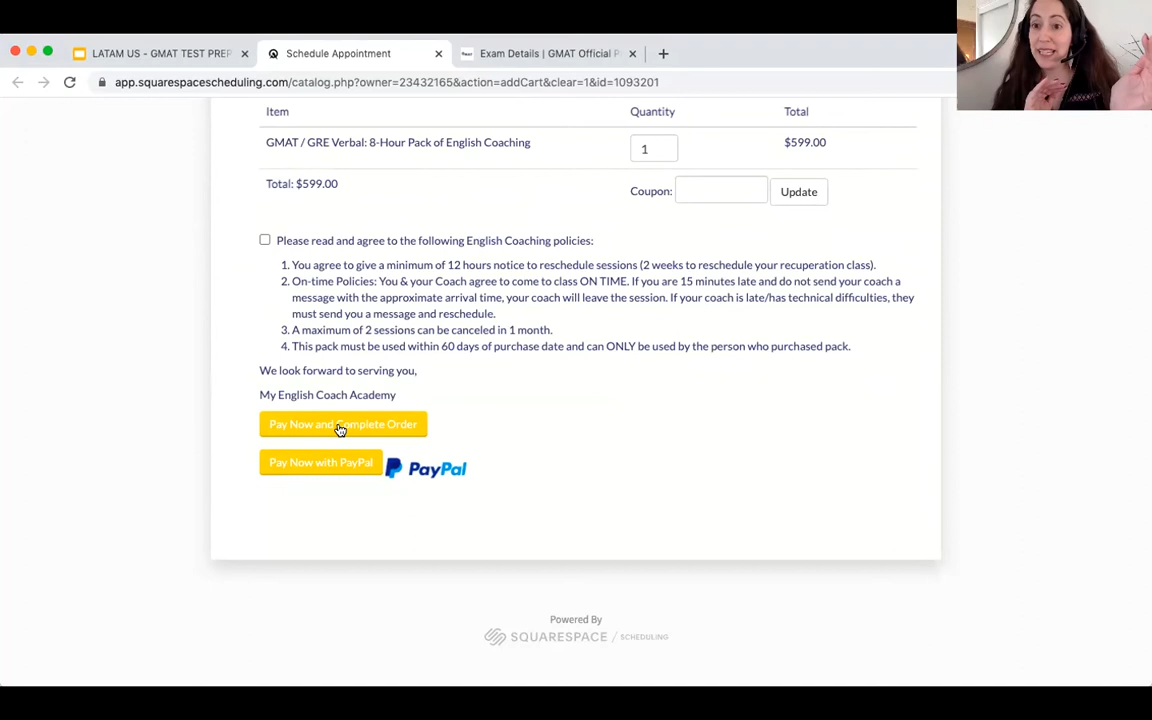 LATAM US - GMAT TEST PREP
Schedule Appointment
Exam Details | GMAT Official P
app.squarespacescheduling.com/catalog.php?owner=23432165&action=addCart&clear=1&id=1093201
Item Quantity Total
GMAT / GRE Verbal: 8-Hour Pack of English Coaching 1 $599.00
Total: $599.00 Coupon: Update
Please read and agree to the following English Coaching policies:
1. You agree to give a minimum of 12 hours notice to reschedule sessions (2 weeks to reschedule your recuperation class).
2. On-time Policies: You & your Coach agree to come to class ON TIME. If you are 15 minutes late and do not send your coach a
message with the approximate arrival time, your coach will leave the session. If your coach is late/has technical difficulties, they
must send you a message and reschedule.
3. A maximum of 2 sessions can be canceled in 1 month.
4. This pack must be used within 60 days of purchase date and can ONLY be used by the person who purchased pack.
We look forward to serving you,
My English Coach Academy
Pay Now and Complete Order
Pay Now with PayPal PayPal
Powered By
SQUARESPACE / SCHEDULING